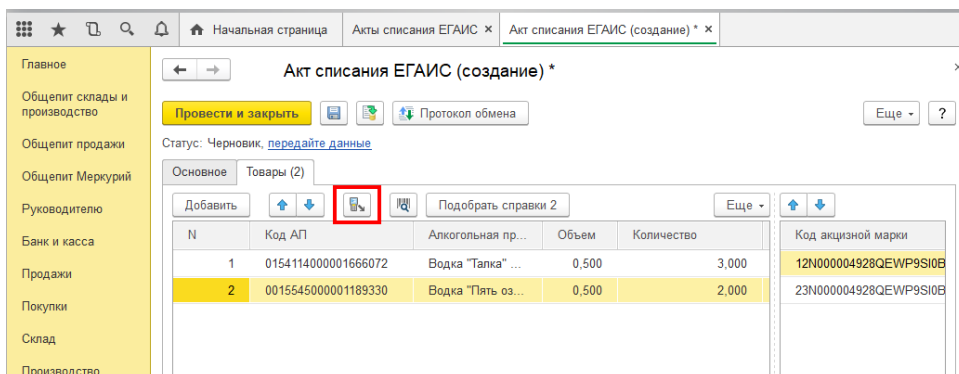 Начальная страница
Акты списания ЕГАИС ×
Акт списания ЕГАИС (создание) * ×
Главное
Общепит склады и
производство
Общепит продажи
Общепит Меркурий
Руководителю
Банк и касса
Продажи
Покупки
Склад
Производство
Акт списания ЕГАИС (создание) *
Провести и закрыть
Протокол обмена
Еще
?
Статус: Черновик, передайте данные
Основное
Товары (2)
Добавить
Подобрать справки 2
Еще
N Код АП Алкогольная пр... Объем Количество
1 0154114000001666072 Водка "Талка" ... 0,500 3,000
2 0015545000001189330 Водка "Пять оз... 0,500 2,000
Код акцизной марки
12N000004928QEWP9SI0B
23N000004928QEWP9SI0B